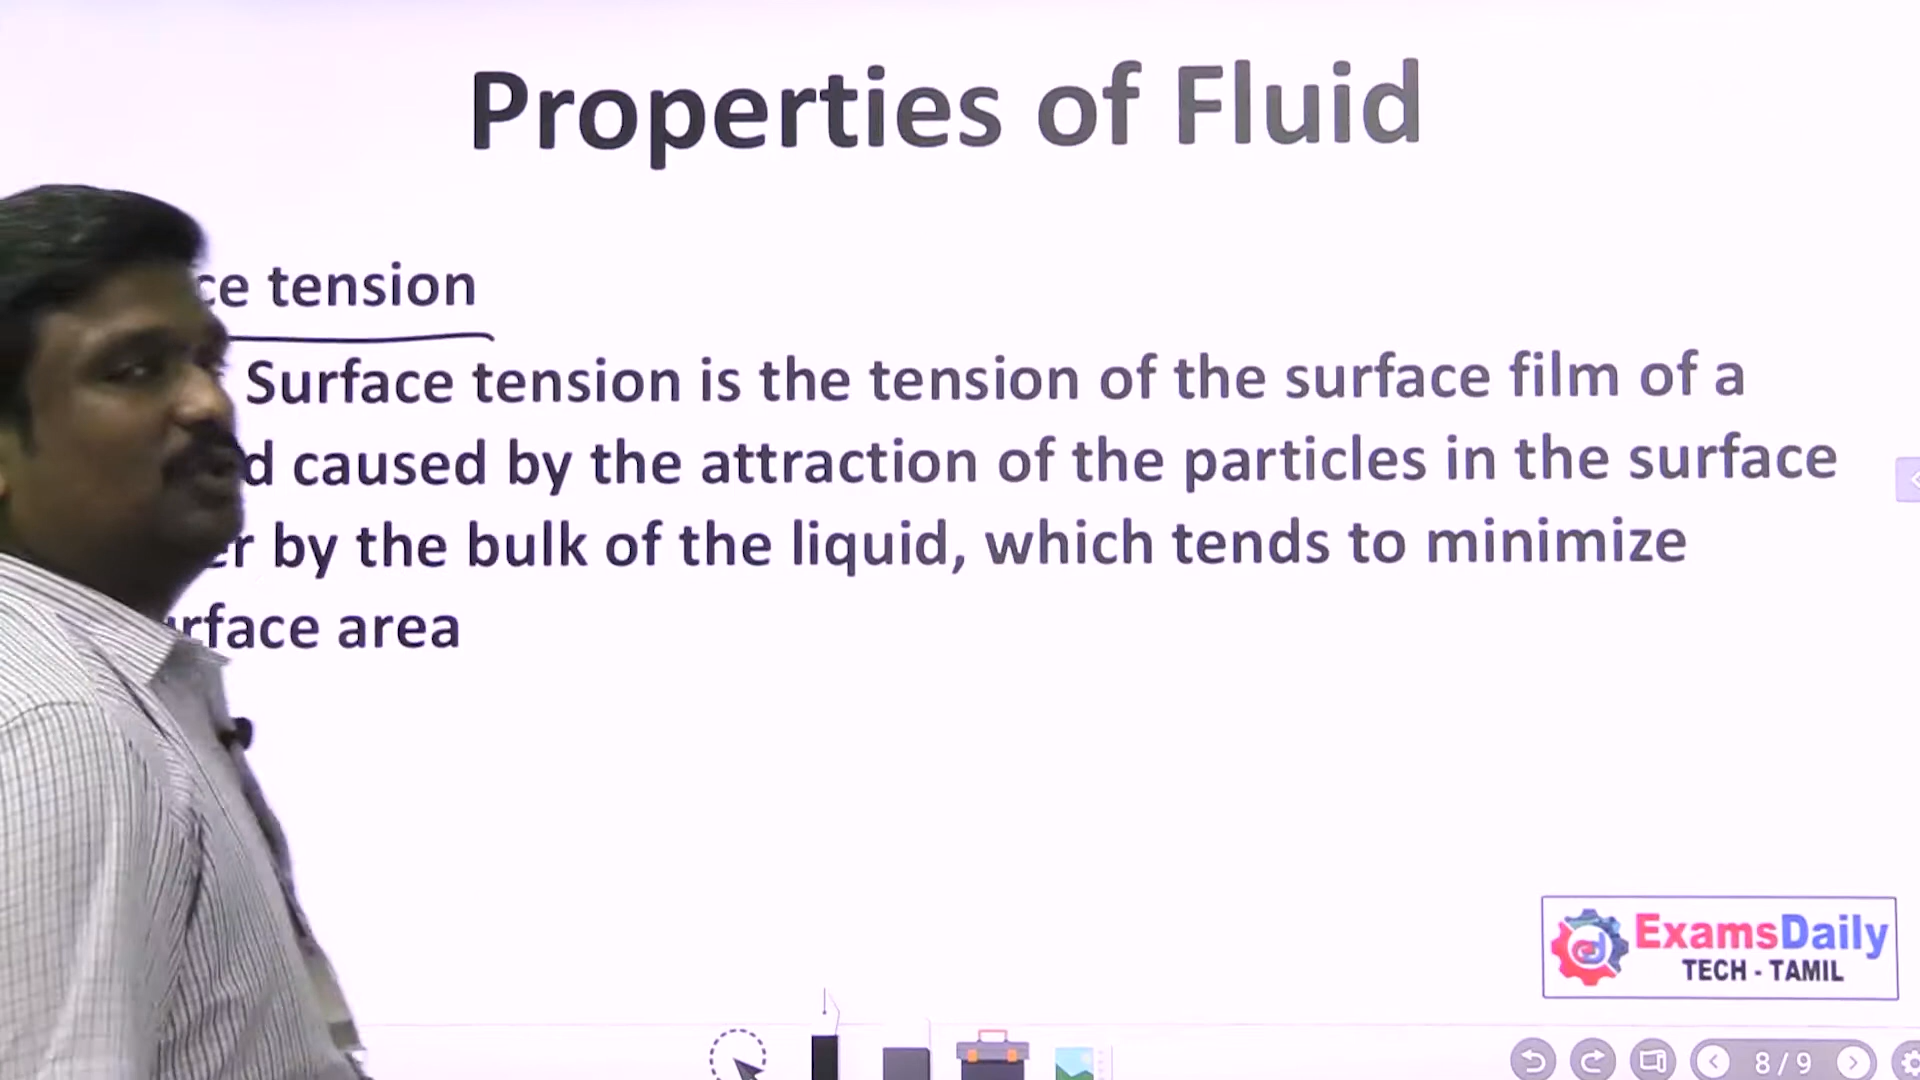 Properties of Fluid
tension
Surface tension is the tension of the surface film of a
caused by the attraction of the particles in the surface
by the bulk of the liquid, which tends to minimize
area
ExamsDaily
TECH - TAMIL
8/9